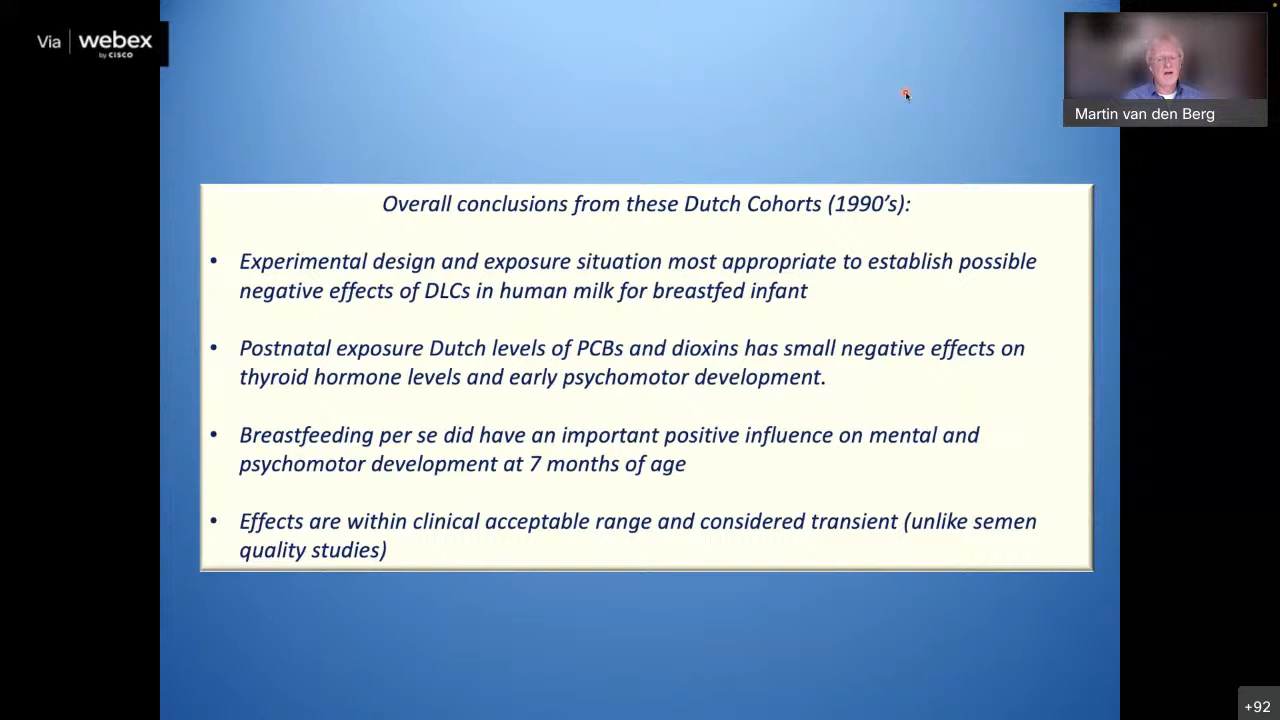 Via webex
by CISCO
Martin van den Berg
Overall conclusions from these Dutch Cohorts (1990's):
• Experimental design and exposure situation most appropriate to establish possible
negative effects of DLCs in human milk for breastfed infant
• Postnatal exposure Dutch levels of PCBs and dioxins has small negative effects on
thyroid hormone levels and early psychomotor development.
• Breastfeeding per se did have an important positive influence on mental and
psychomotor development at 7 months of age
• Effects are within clinical acceptable range and considered transient (unlike semen
quality studies)
+92